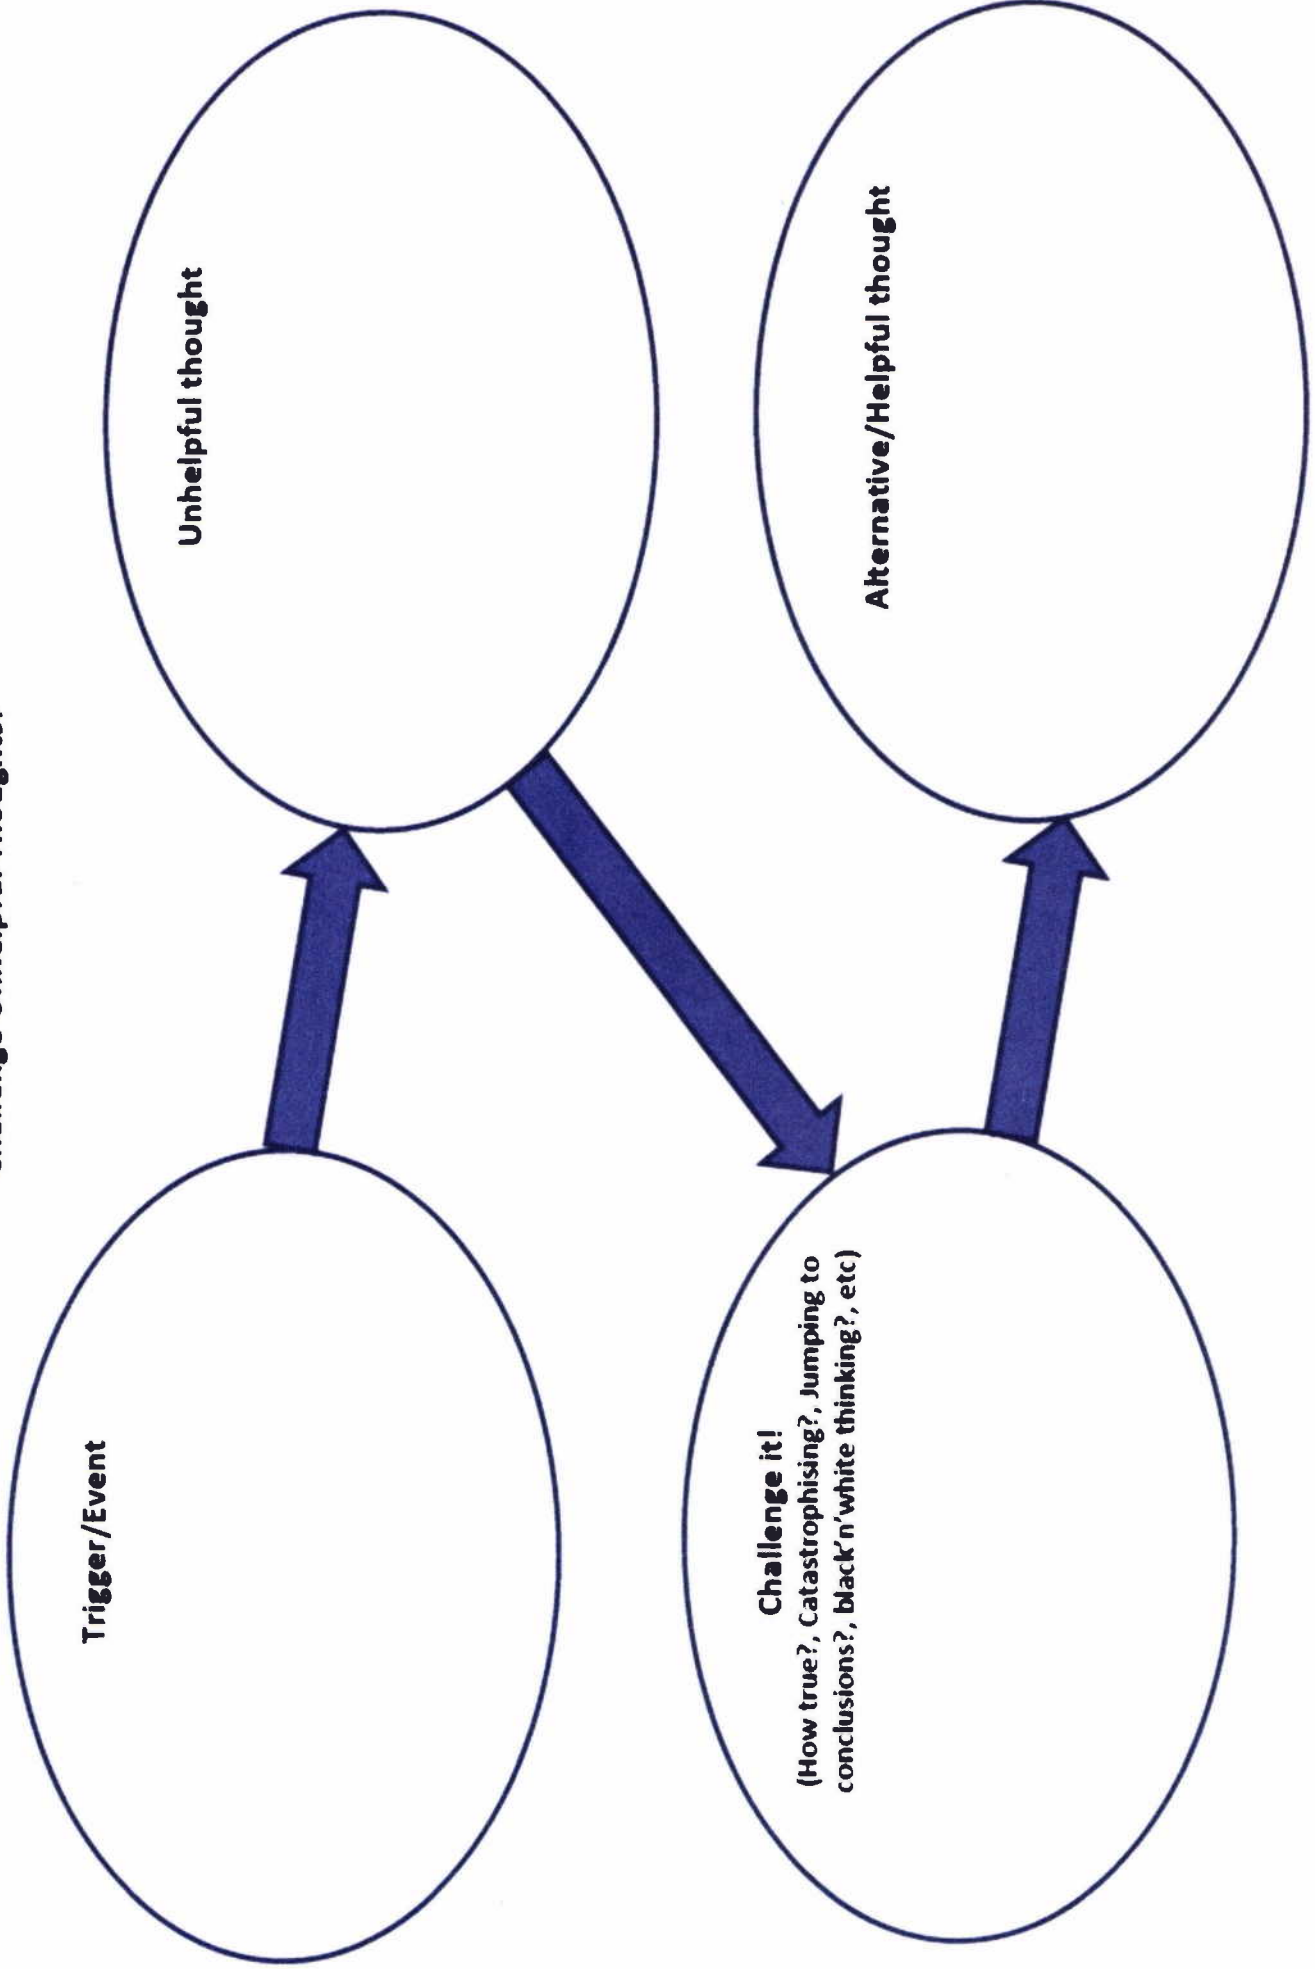 Trigger/Event
Unhelpful thought
Challenge it!
(How true?, Catastrophising?, Jumping to
conclusions?, black'n'white thinking?, etc)
Alternative/Helpful thought